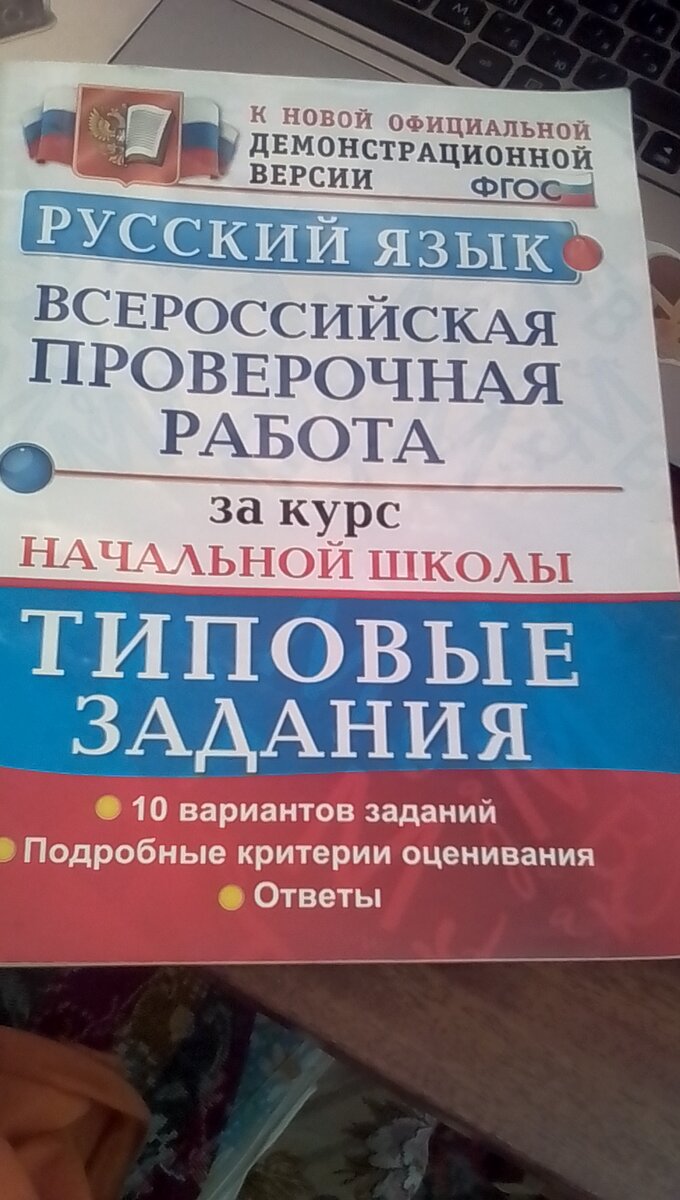 К НОВОЙ ОФИЦИАЛЬНОЙ
ДЕМОНСТРАЦИОННОЙ
ВЕРСИИ ФГОС
РУССКИЙ ЯЗЫК
ВСЕРОССИЙСКАЯ
ПРОВЕРОЧНАЯ
РАБОТА
за курс
НАЧАЛЬНОЙ ШКОЛЫ
ТИПОВЫЕ
ЗАДАНИЯ
10 вариантов заданий
Подробные критерии оценивания
Ответы